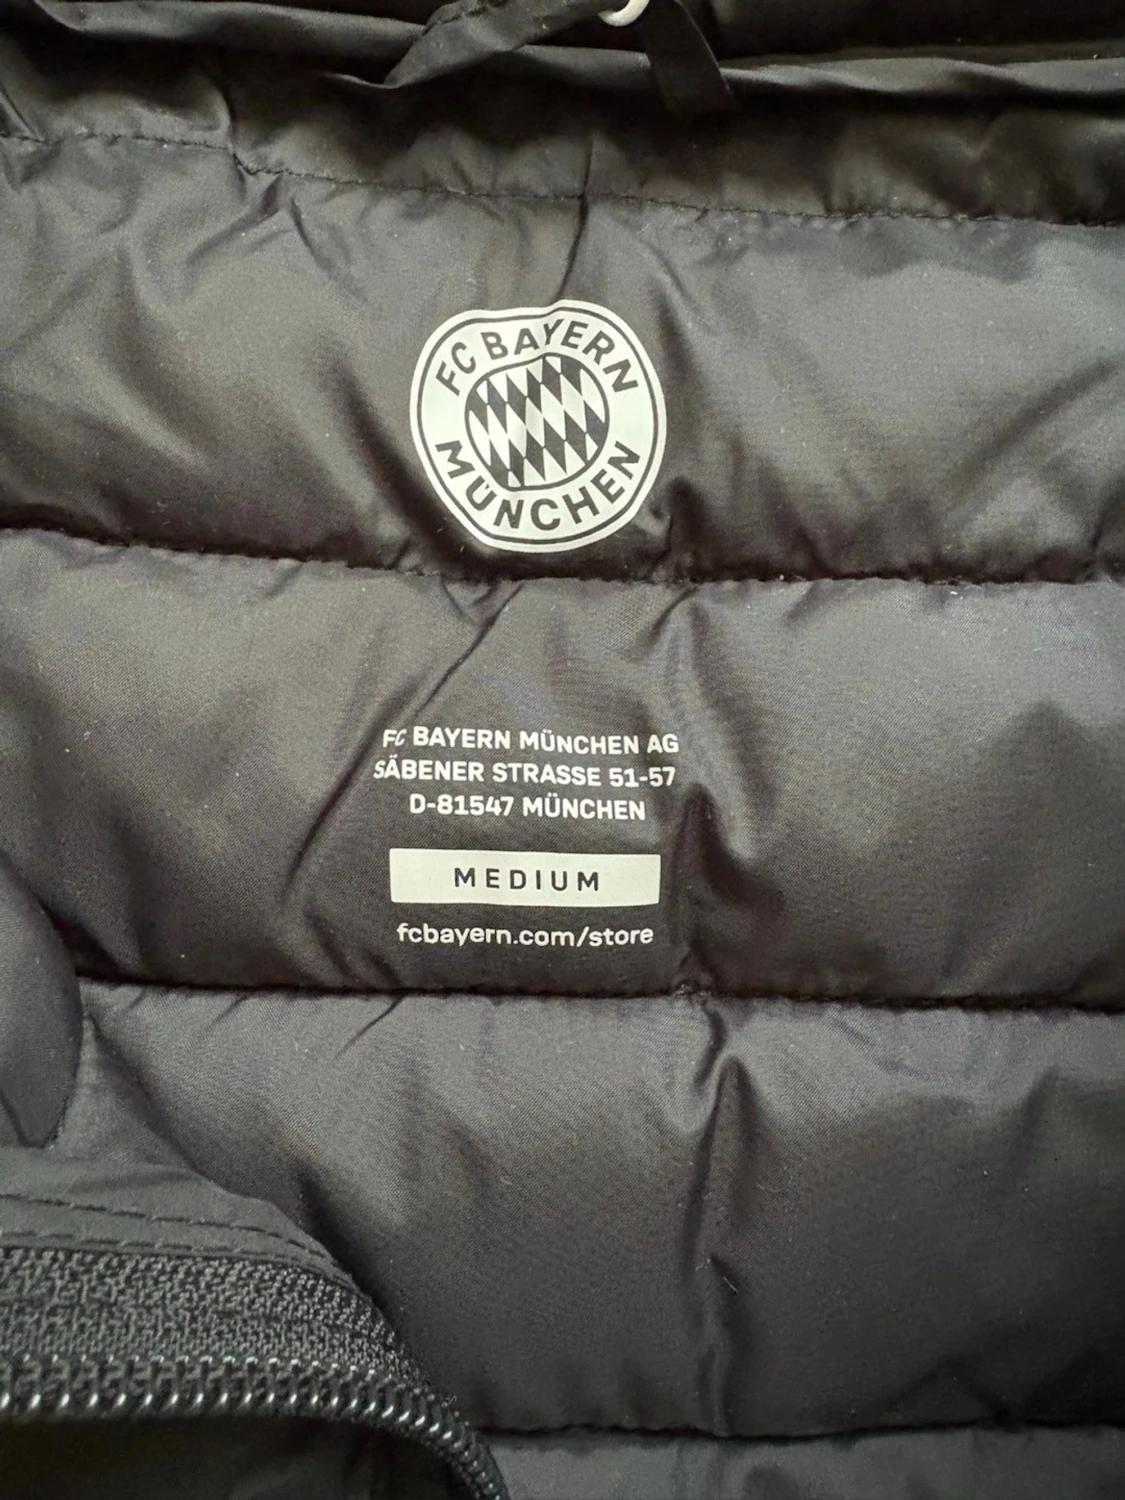 FC BAYERN
MÜNCHEN
FC BAYERN MÜNCHEN AG
SÄBENER STRASSE 51-57
D-81547 MÜNCHEN
MEDIUM
fcbayern.com/store